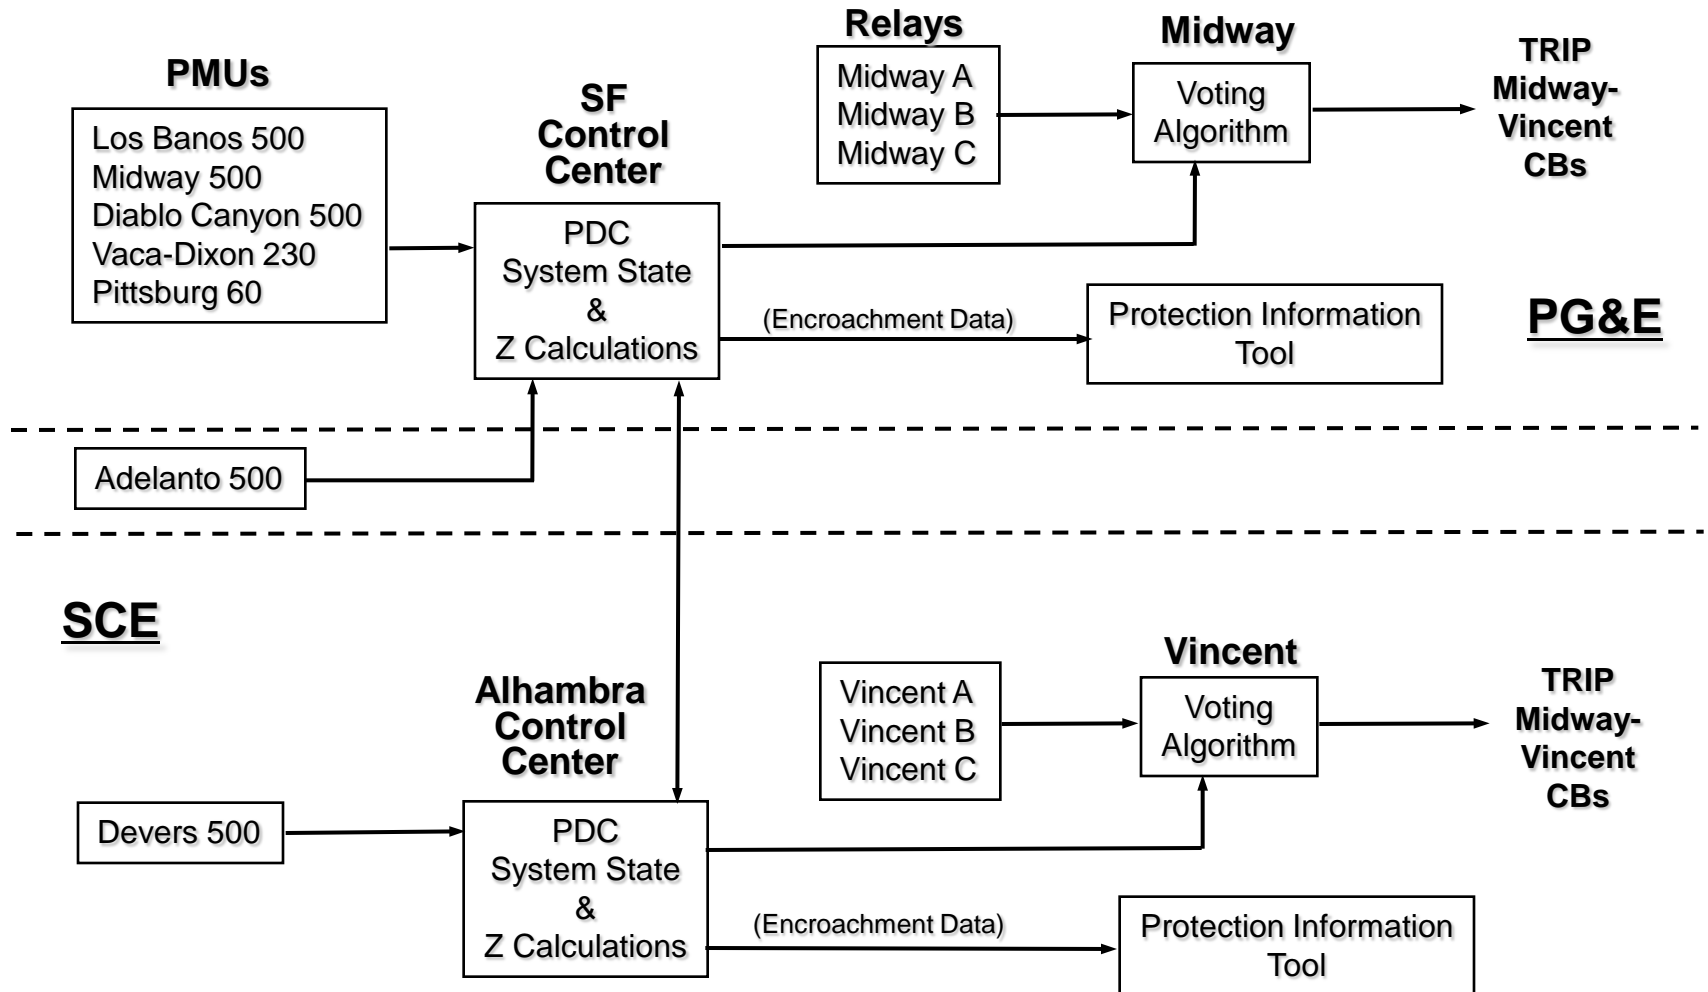 PMUs
Los Banos 500
Midway 500
Diablo Canyon 500
Vaca-Dixon 230
Pittsburg 60
SF
Control
Center
PDC
System State
&
Z Calculations
Relays
Midway A
Midway B
Midway C
Midway
Voting
Algorithm
TRIP
Midway-
Vincent
CBs
(Encroachment Data)
Protection Information
Tool
PG&E
Adelanto 500
SCE
Alhambra
Control
Center
Devers 500
PDC
System State
&
Z Calculations
Vincent A
Vincent B
Vincent C
Vincent
Voting
Algorithm
TRIP
Midway-
Vincent
CBs
(Encroachment Data)
Protection Information
Tool